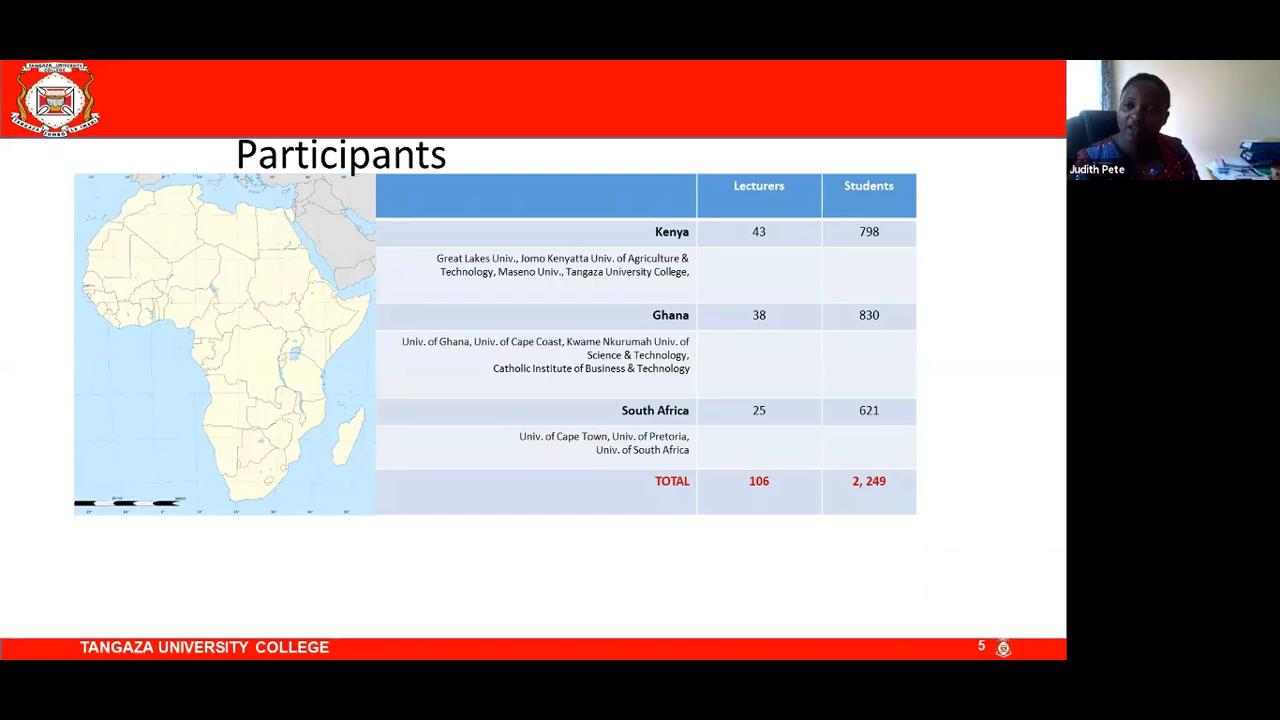 TANGAZA UNIVERSITY
COLLEGE
Participants
Judith Pete
Lecturers Students
Kenya 43 798
Great Lakes Univ., Jomo Kenyatta Univ. of Agriculture &
Technology, Maseno Univ., Tangaza University College,
Ghana 38 830
Univ. of Ghana, Univ. of Cape Coast, Kwame Nkurumah Univ. of
Science & Technology,
Catholic Institute of Business & Technology
South Africa 25 621
Univ. of Cape Town, Univ. of Pretoria,
Univ. of South Africa
TOTAL 106 2, 249
TANGAZA UNIVERSITY COLLEGE 5